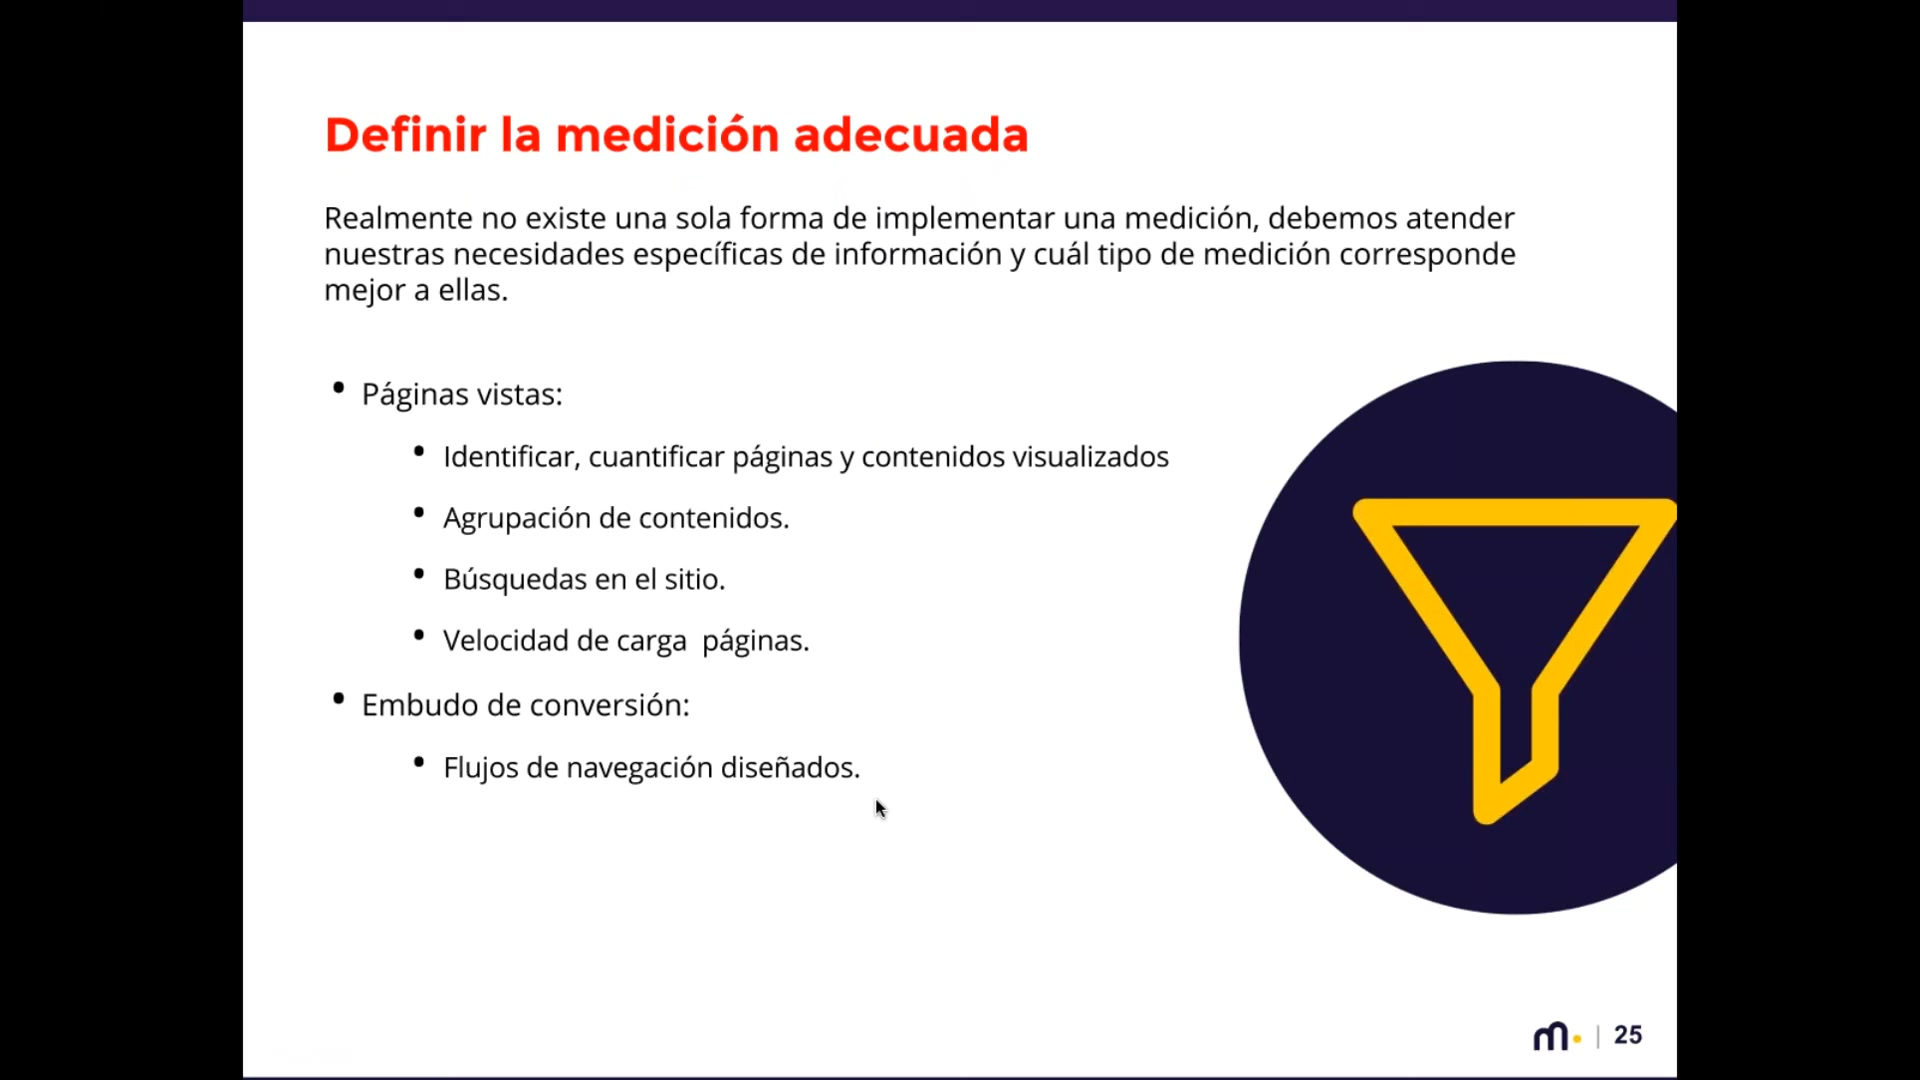 Definir la medición adecuada
Realmente no existe una sola forma de implementar una medición, debemos atender
nuestras necesidades específicas de información y cuál tipo de medición corresponde
mejor a ellas.
• Páginas vistas:
• Identificar, cuantificar páginas y contenidos visualizados
• Agrupación de contenidos.
• Búsquedas en el sitio.
• Velocidad de carga  páginas.
• Embudo de conversión:
• Flujos de navegación diseñados.
m. | 25